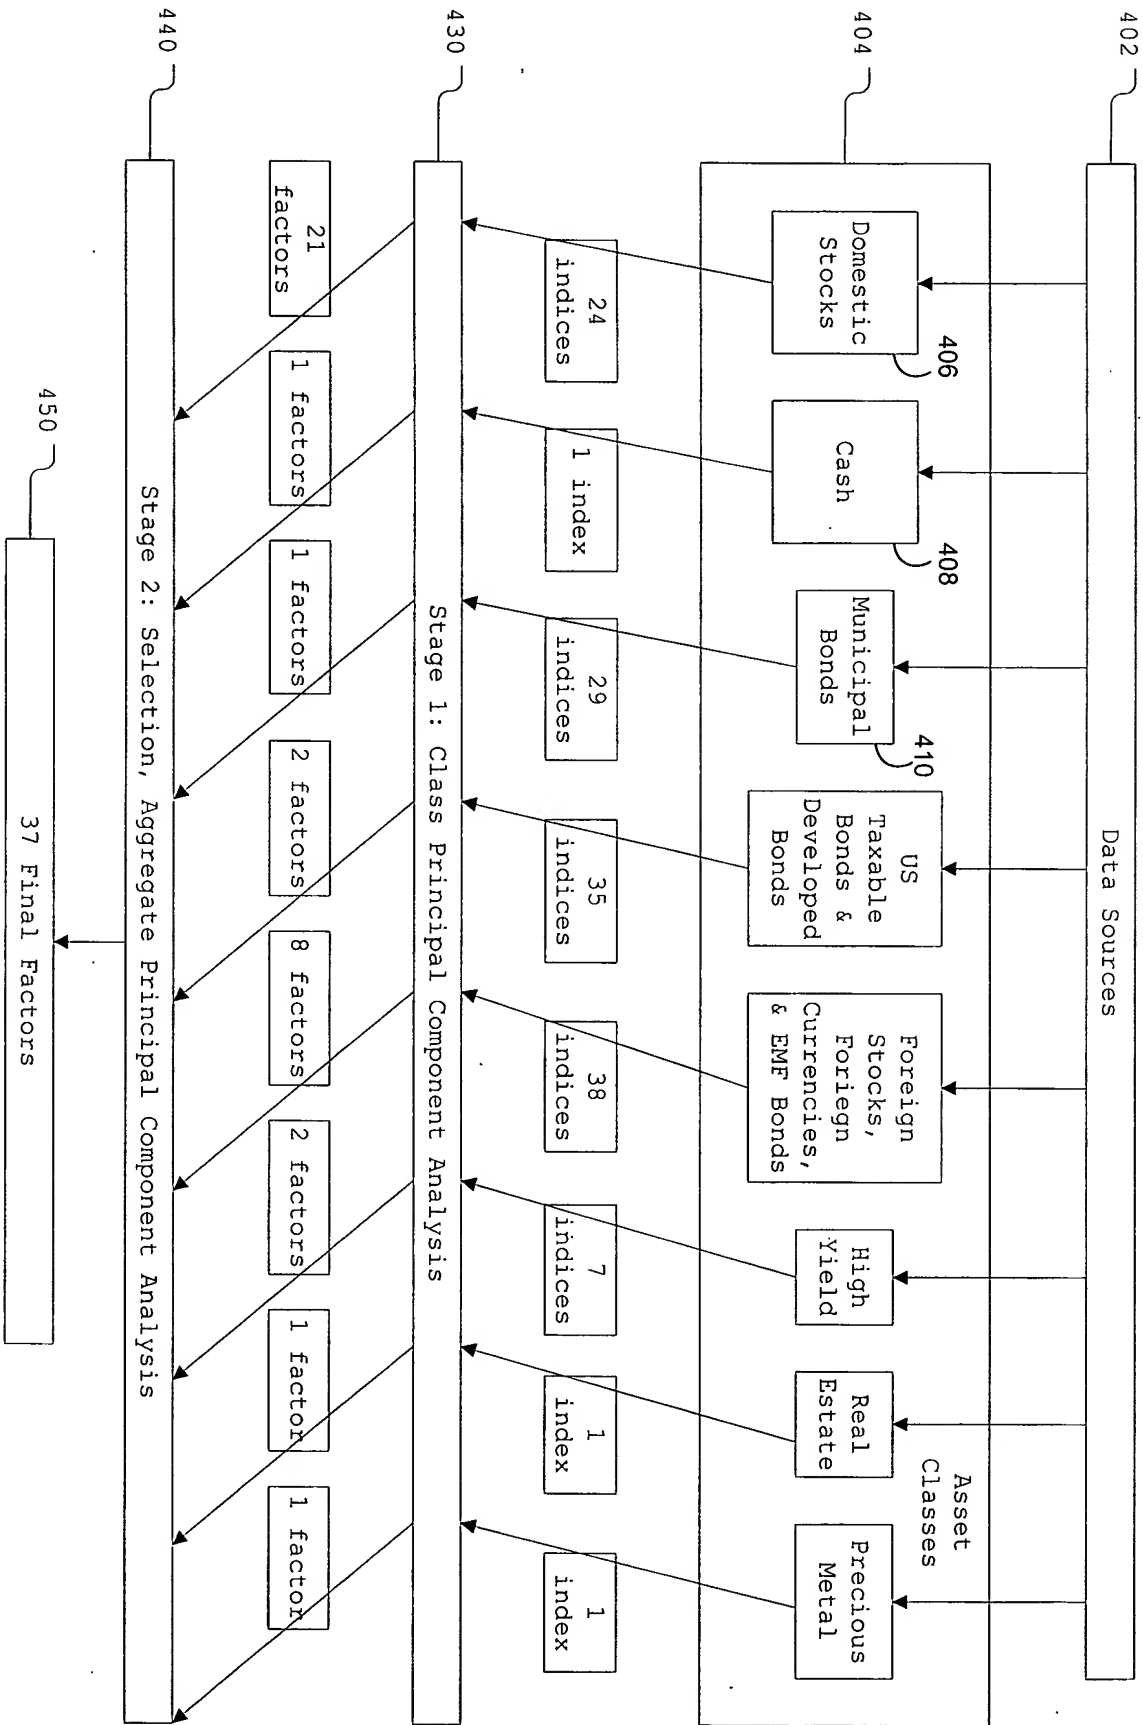 402
Data Sources
404
Asset
Classes
Domestic
Stocks
406
Cash
408
Municipal
Bonds
410
US
Taxable
Bonds &
Developed
Bonds
Foreign
Stocks,
Foriegn
Currencies,
& EMF Bonds
High
Yield
Real
Estate
Precious
Metal
24
indices
1 index
29
indices
35
indices
38
indices
7
indices
1
index
1
index
430
Stage 1: Class Principal Component Analysis
21
factors
1 factors
1 factors
2 factors
8 factors
2 factors
1 factor
1 factor
440
Stage 2: Selection, Aggregate Principal Component Analysis
450
37 Final Factors